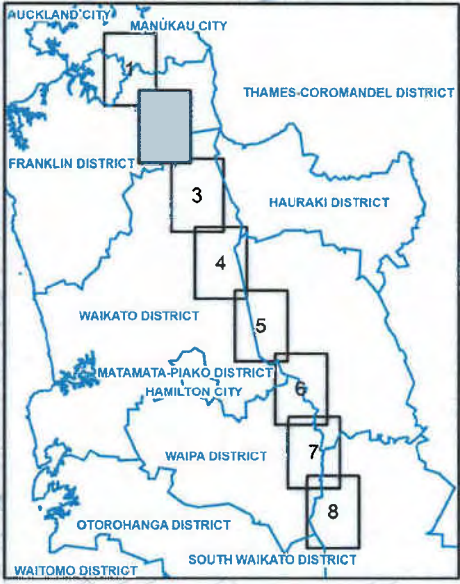 AUCKLAND CITY
MANUKAU CITY
1
THAMES-COROMANDEL DISTRICT
FRANKLIN DISTRICT
3
HAURAKI DISTRICT
4
WAIKATO DISTRICT
5
MATAMATA-PIAKO DISTRICT
HAMILTON CITY
6
WAIPA DISTRICT
7
8
OTOROHANGA DISTRICT
SOUTH WAIKATO DISTRICT
WAITOMO DISTRICT